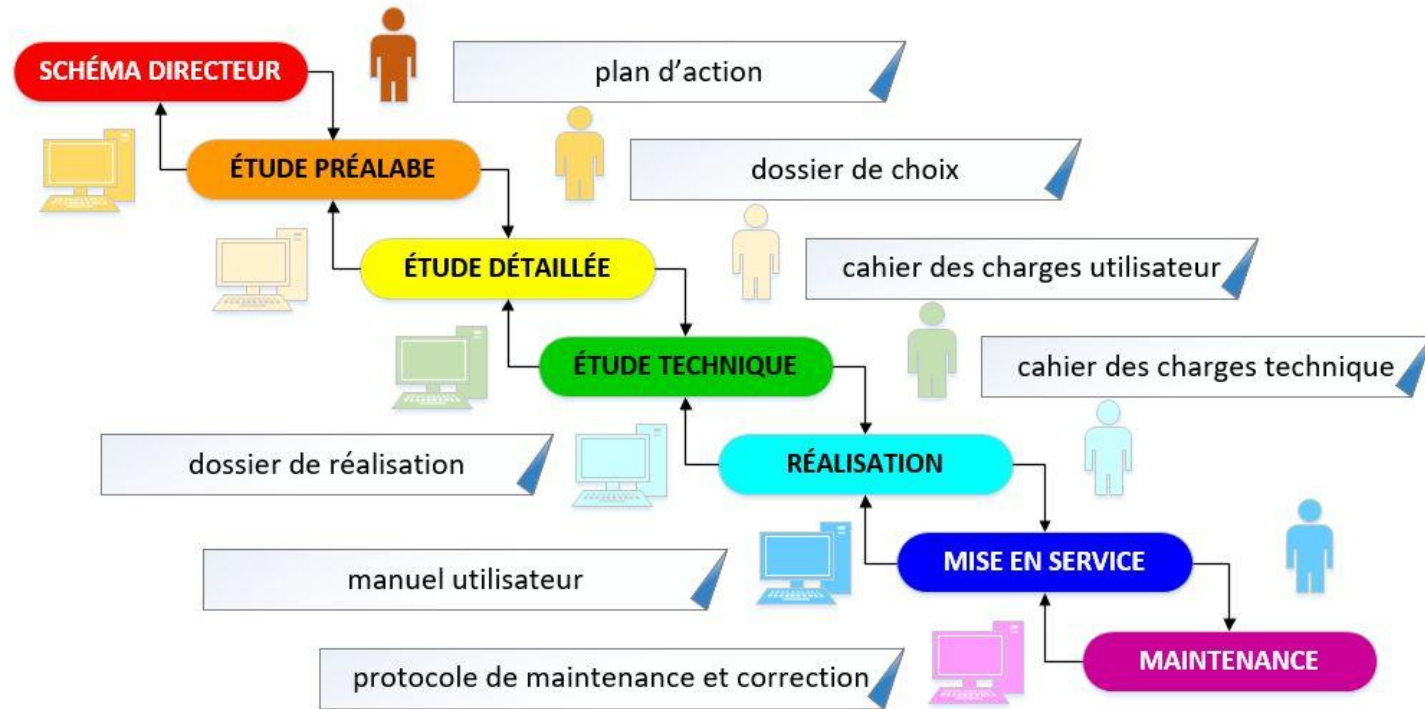 SCHÉMA DIRECTEUR
plan d’action
ÉTUDE PRÉALABE
dossier de choix
ÉTUDE DÉTAILLÉE
cahier des charges utilisateur
ÉTUDE TECHNIQUE
cahier des charges technique
dossier de réalisation
RÉALISATION
MISE EN SERVICE
manuel utilisateur
MAINTENANCE
protocole de maintenance et correction